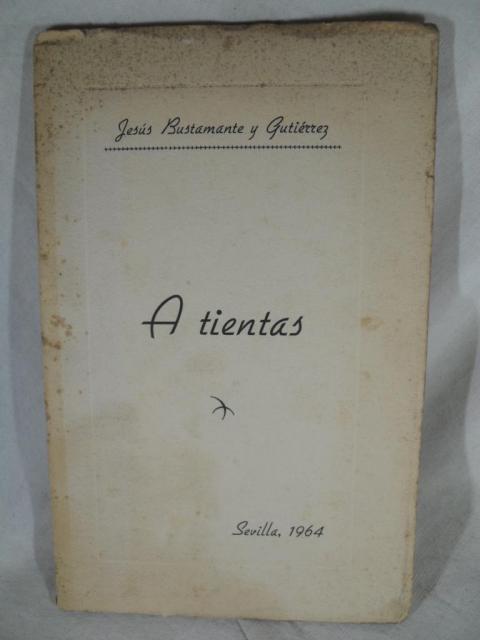 Jesús Bustamante y Gutiérrez
A tientas
Sevilla, 1964